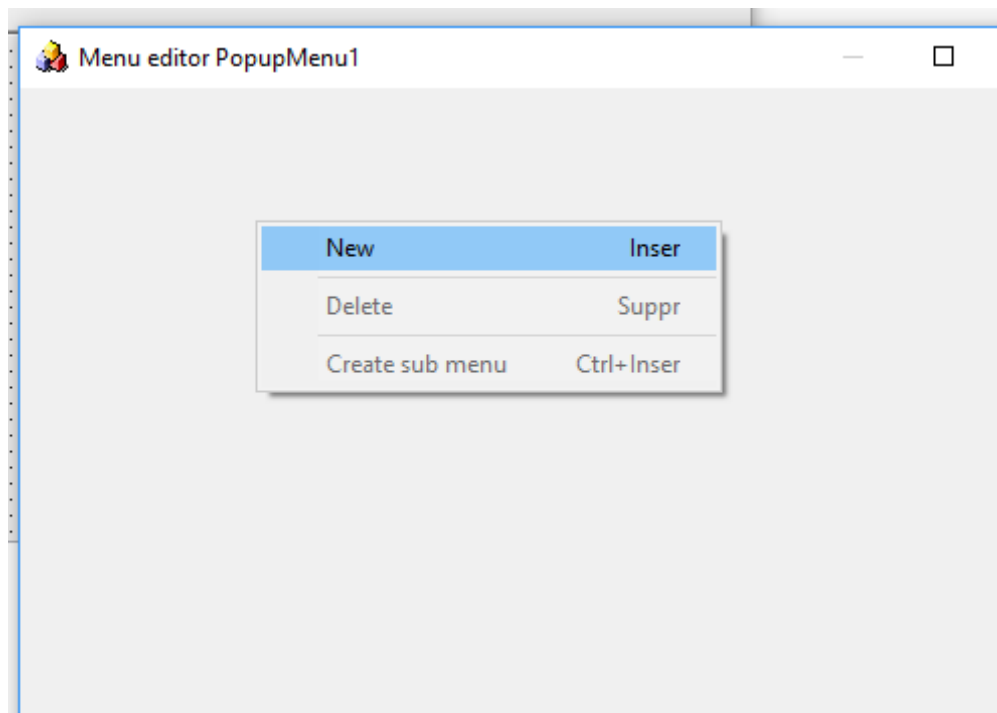 Menu editor PopupMenu1
New Inser
Delete Suppr
Create sub menu Ctrl+Inser